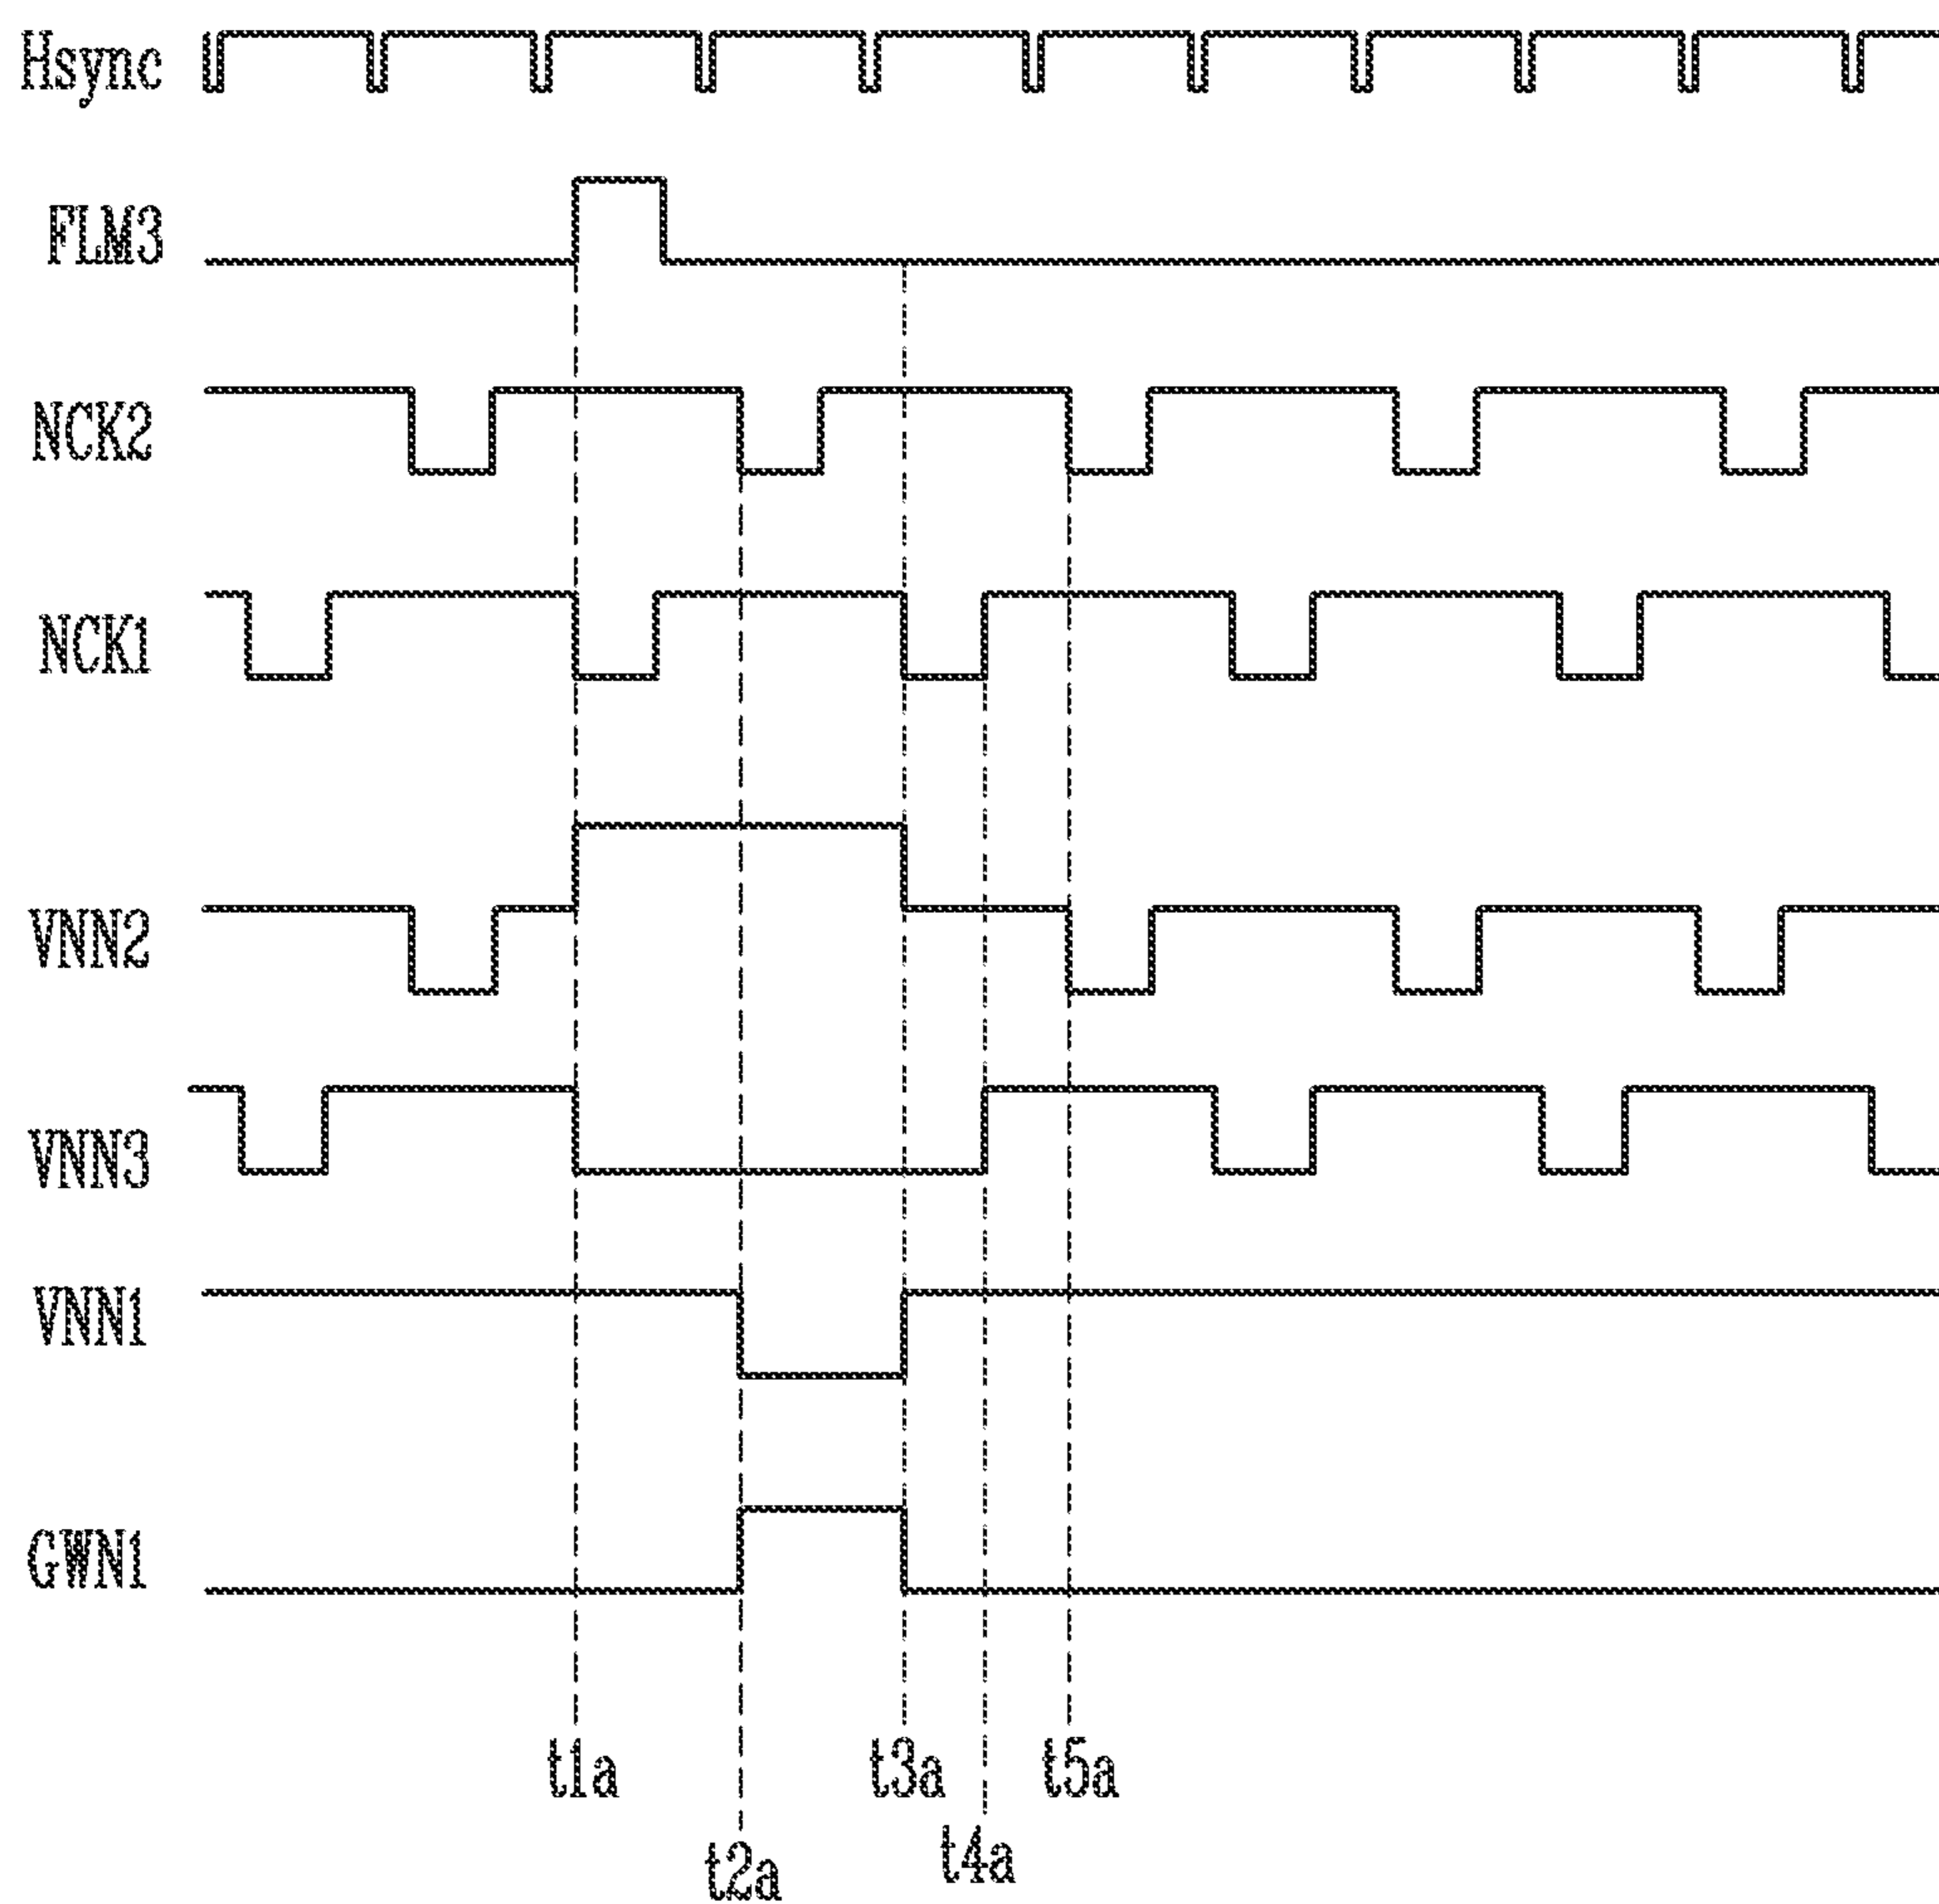 Hsync
FLM3
NCK2
NCK1
VNN2
VNN3
VNN1
GWN1
t1a
t3a
t5a
t2a
t4a